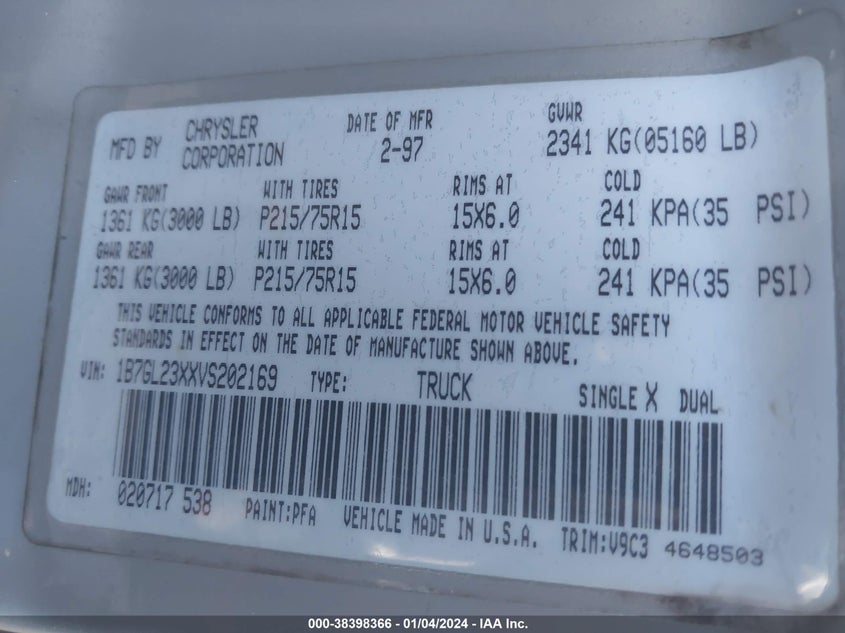 MFD BY CHRYSLER CORPORATION DATE OF MFR 2-97 GVWR 2341 KG(05160 LB)
GAWR FRONT WITH TIRES RIMS AT COLD
1361 KG(3000 LB) P215/75R15 15X6.0 241 KPA(35 PSI)
GAWR REAR WITH TIRES RIMS AT COLD
1361 KG(3000 LB) P215/75R15 15X6.0 241 KPA(35 PSI)
THIS VEHICLE CONFORMS TO ALL APPLICABLE FEDERAL MOTOR VEHICLE SAFETY
STANDARDS IN EFFECT ON THE DATE OF MANUFACTURE SHOWN ABOVE.
VIN: 1B7GL23XXVS202169 TYPE: TRUCK SINGLE X DUAL
MDH: 020717 538 PAINT:PFA VEHICLE MADE IN U.S.A. TRIM:V9C3 4648503
000-38398366 - 01/04/2024 - IAA Inc.